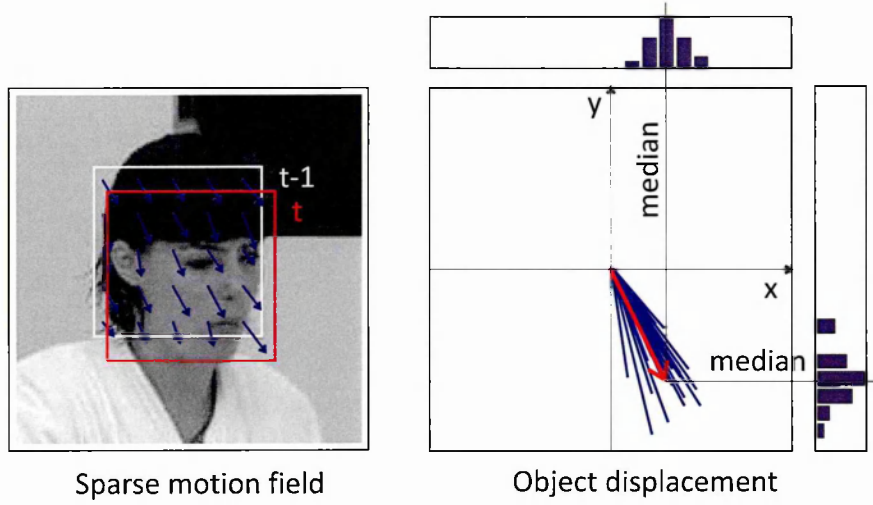 t-1
t
Sparse motion field
y
median
x
median
Object displacement